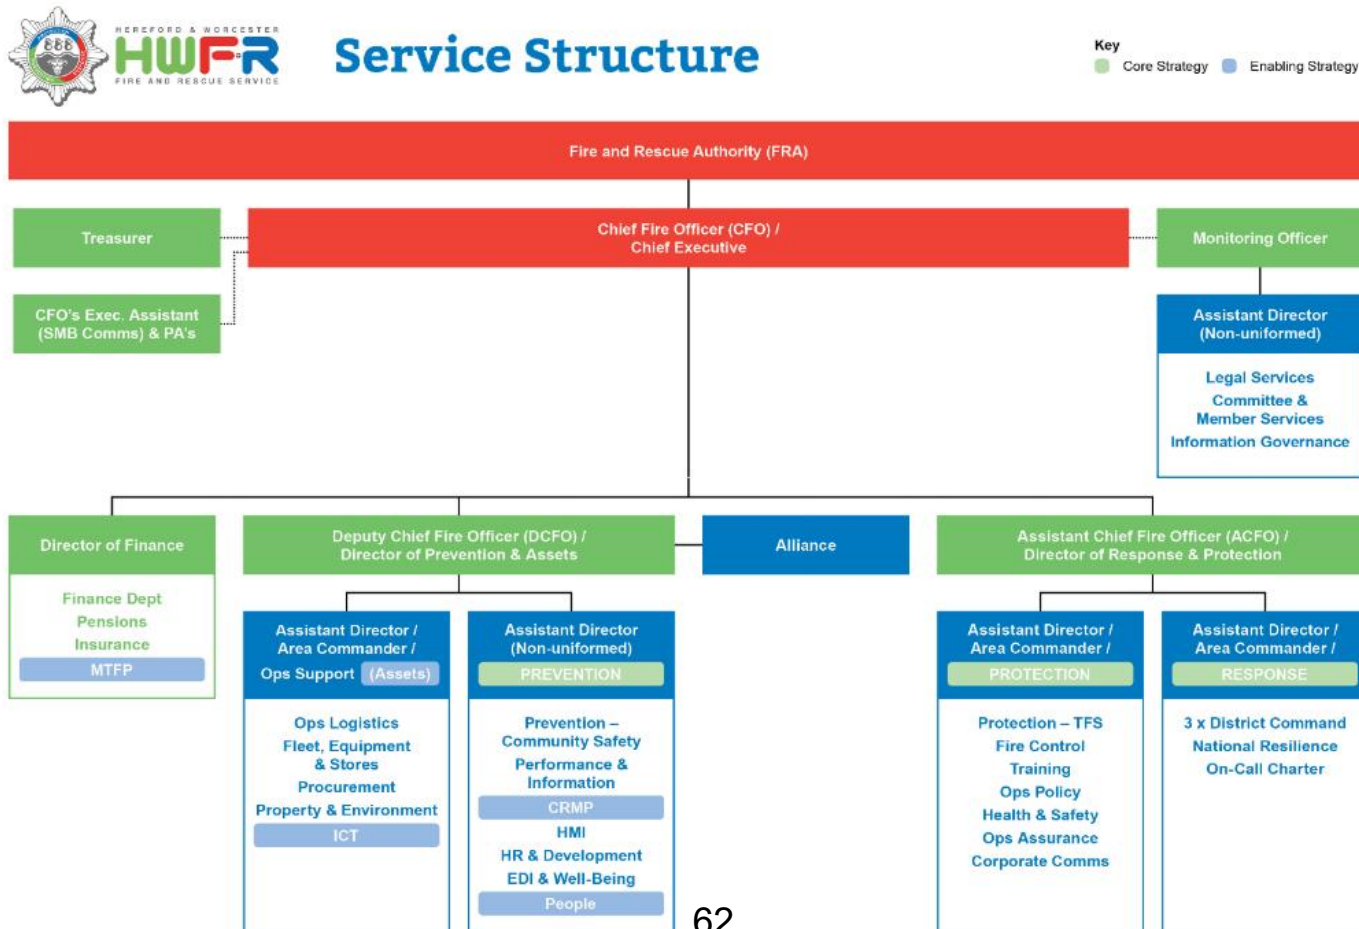 HEREFORD & WORCESTER
HWFR
FIRE AND RESCUE SERVICE
Service Structure
Key
Core Strategy
Enabling Strategy
Fire and Rescue Authority (FRA)
Treasurer
Chief Fire Officer (CFO) /
Chief Executive
Monitoring Officer
CFO's Exec. Assistant
(SMB Comms) & PA's
Assistant Director
(Non-uniformed)
Legal Services
Committee &
Member Services
Information Governance
Director of Finance
Finance Dept
Pensions
Insurance
MTFP
Deputy Chief Fire Officer (DCFO) /
Director of Prevention & Assets
Alliance
Assistant Chief Fire Officer (ACFO) /
Director of Response & Protection
Assistant Director /
Area Commander /
Ops Support (Assets)
Ops Logistics
Fleet, Equipment
& Stores
Procurement
Property & Environment
ICT
Assistant Director
(Non-uniformed)
PREVENTION
Prevention –
Community Safety
Performance &
Information
CRMP
HMI
HR & Development
EDI & Well-Being
People
Assistant Director /
Area Commander /
PROTECTION
Protection – TFS
Fire Control
Training
Ops Policy
Health & Safety
Ops Assurance
Corporate Comms
Assistant Director /
Area Commander /
RESPONSE
3 x District Command
National Resilience
On-Call Charter
62